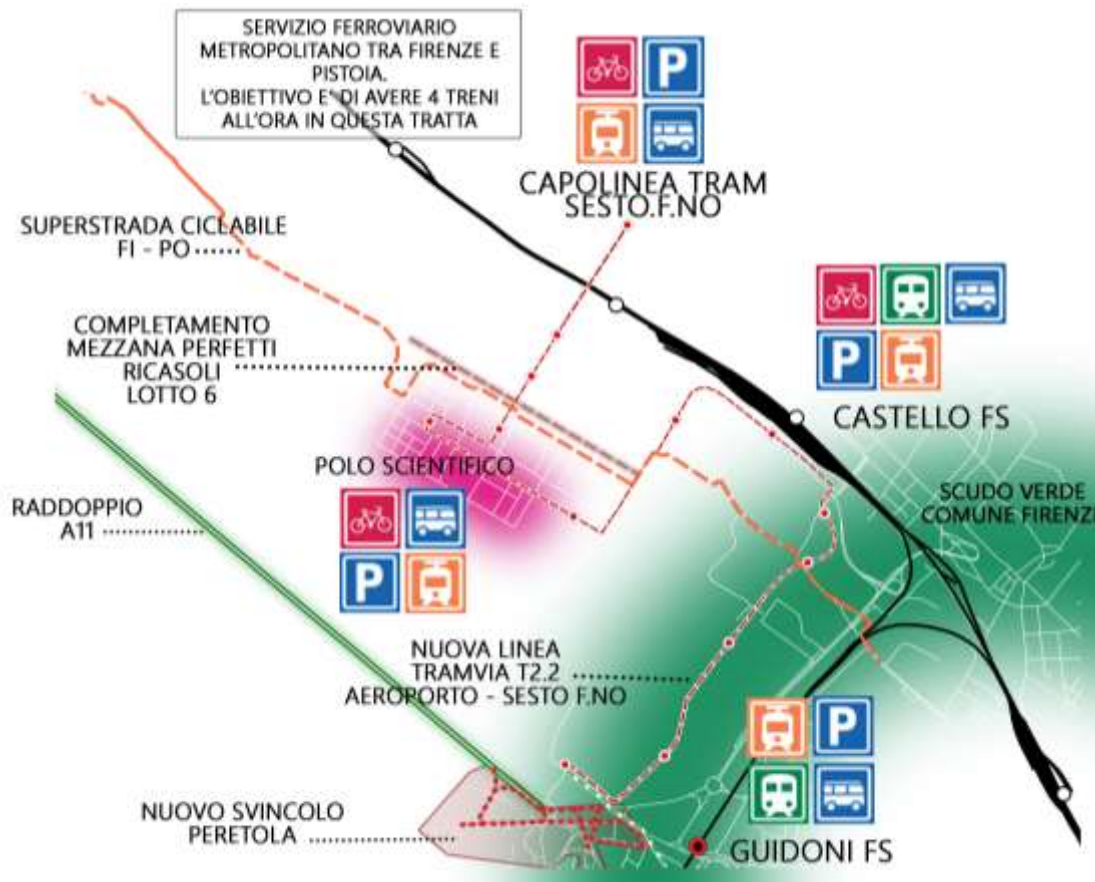 SERVIZIO FERROVIARIO
METROPOLITANO TRA FIRENZE E
PISTOIA.
L'OBIETTIVO E' DI AVERE 4 TRENI
ALL'ORA IN QUESTA TRATTA
P
CAPOLINEA TRAM
SESTO.F.NO
SUPERSTRADA CICLABILE
FI - PO
COMPLETAMENTO
MEZZANA PERFETTI
RICASOLI
LOTTO 6
P
CASTELLO FS
POLO SCIENTIFICO
P
SCUDO VERDE
COMUNE FIRENZE
RADDOPPIO
A11
NUOVA LINEA
TRAMVIA T2.2
AEROPORTO - SESTO F.NO
P
NUOVO SVINCOLO
PERETOLA
GUIDONI FS